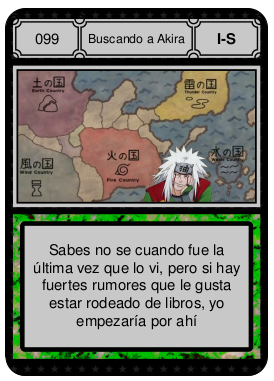 099
Buscando a Akira
I-S
土の国
Earth Country
雷の国
Thunder Country
火の国
Fire Country
水の国
Water Country
風の国
Wind Country
Sabes no se cuando fue la
última vez que lo vi, pero si hay
fuertes rumores que le gusta
estar rodeado de libros, yo
empezaría por ahí